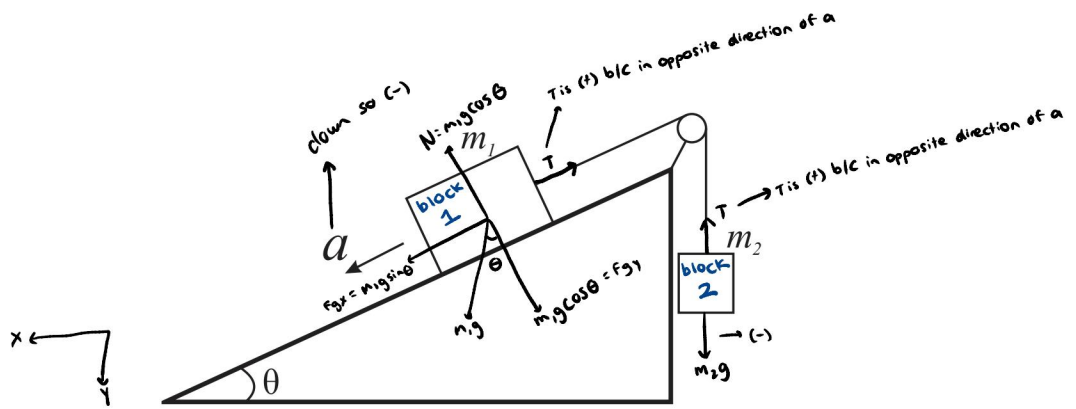 T is (+) b/c in opposite direction of a
down so (-)
N=m₁gcosθ
m₁
T
T is (+) b/c in opposite direction of a
block
1
T
a
m₂
θ
Fgx = m₁gsinθ
m₁gcosθ = Fgy
block
2
m₁g
(-)
X
m₂g
Y
θ